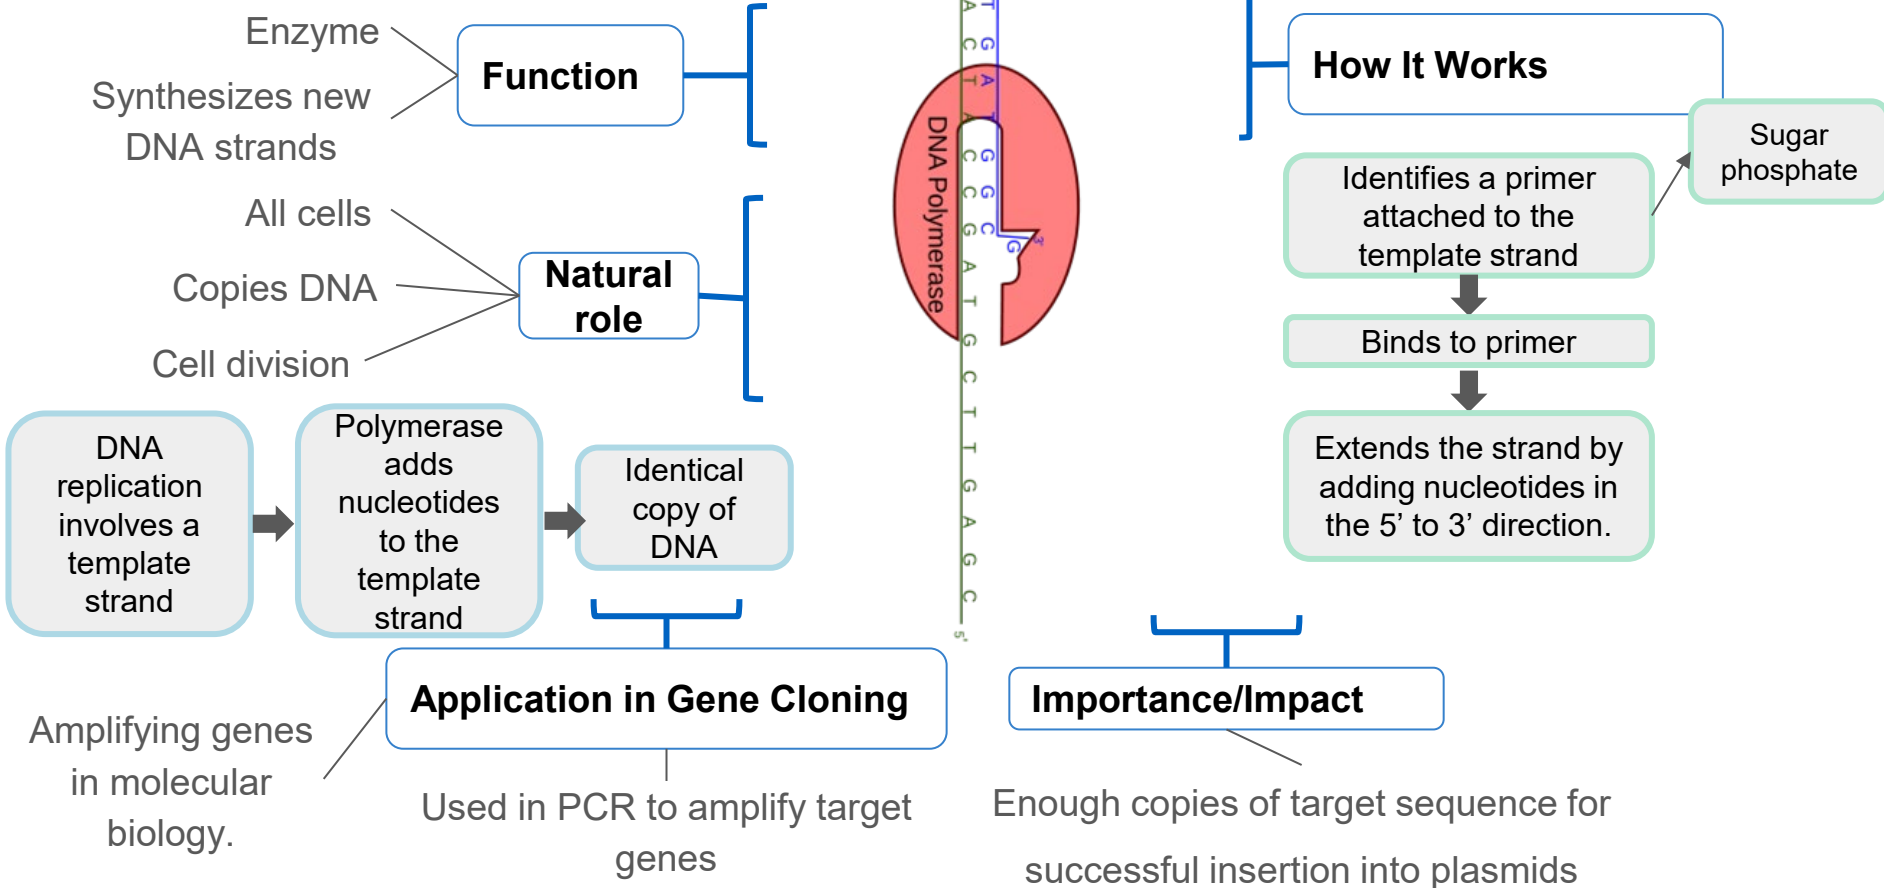 Enzyme
Synthesizes new
DNA strands
Function
All cells
Copies DNA
Cell division
Natural
role
DNA
replication
involves a
template
strand
Polymerase
adds
nucleotides
to the
template
strand
Identical
copy of
DNA
A C T A C C G A T G C T T G A G C
5'
T G A T G G C
G
3'
DNA Polymerase
How It Works
Sugar
phosphate
Identifies a primer
attached to the
template strand
Binds to primer
Extends the strand by
adding nucleotides in
the 5’ to 3’ direction.
Application in Gene Cloning
Amplifying genes
in molecular
biology.
Used in PCR to amplify target
genes
Importance/Impact
Enough copies of target sequence for
successful insertion into plasmids